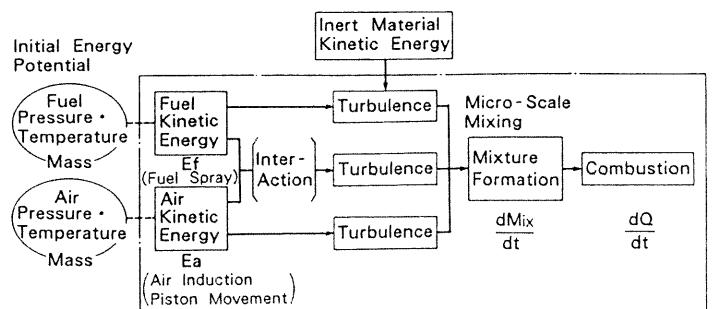 Inert Material
Kinetic Energy
Initial Energy
Potential
Fuel
Pressure・
Temperature
Mass
Fuel
Kinetic
Energy
Ef
(Fuel Spray)
Turbulence
Micro-Scale
Mixing
(Inter-
Action)
Turbulence
Mixture
Formation
Combustion
Air
Pressure・
Temperature
Mass
Air
Kinetic
Energy
Ea
(Air Induction
Piston Movement)
Turbulence
dMix
dt
dQ
dt